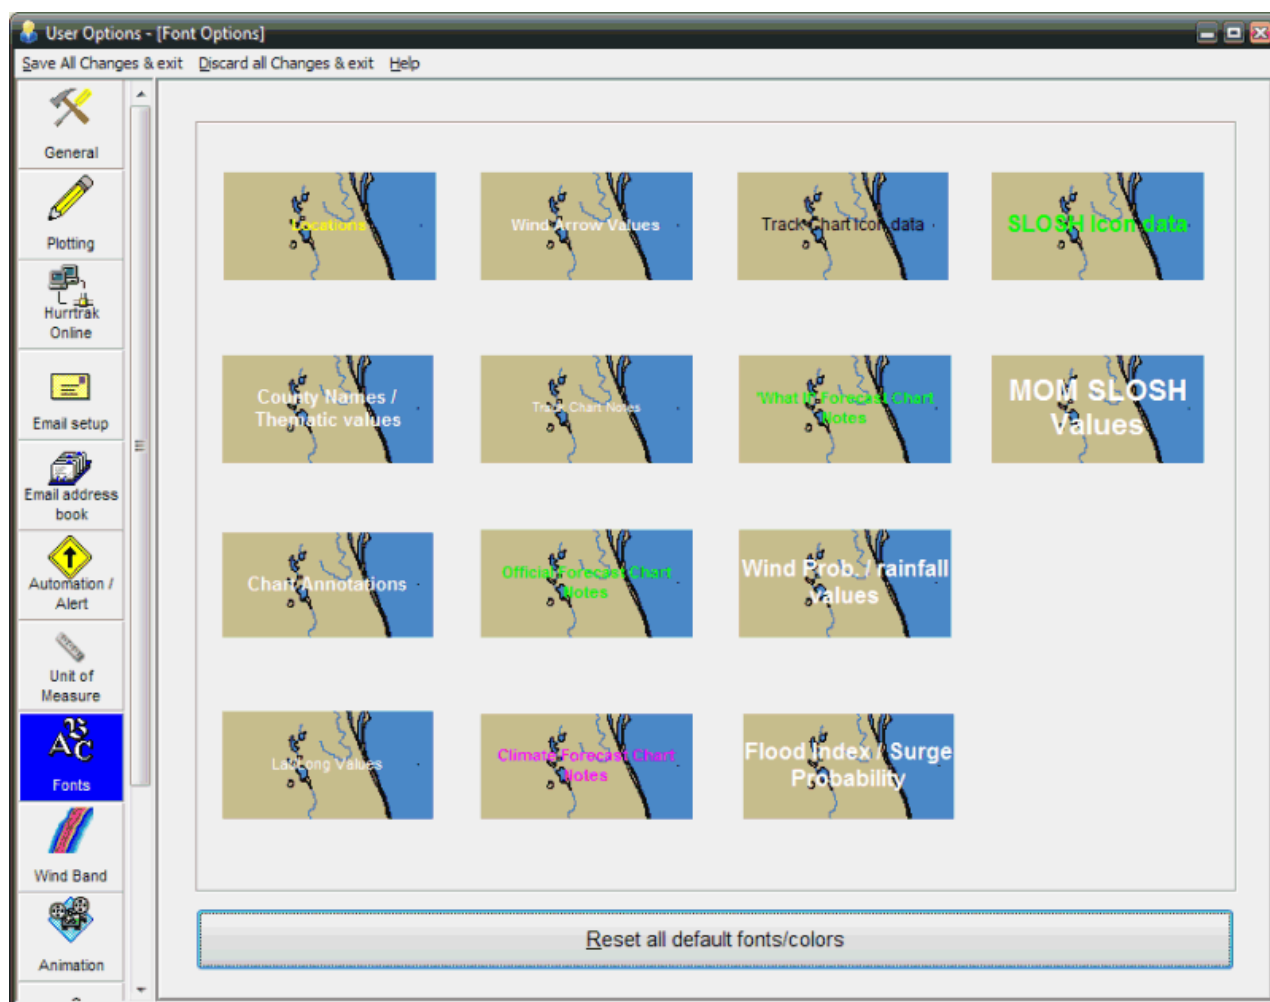 User Options - [Font Options]
Save All Changes & exit Discard all Changes & exit Help
General
Plotting
Hurrtrak
Online
Email setup
Email address
book
Automation /
Alert
Unit of
Measure
Fonts
Wind Band
Animation
Locations
Wind Arrow Values
Track Chart Icon data
SLOSH Icon data
County Names /
Thematic values
Track Chart Notes
'What If' Forecast Chart
Notes
MOM SLOSH
Values
Chart Annotations
Official Forecast Chart
Notes
Wind Prob. / rainfall
values
Lat/Long Values
Climate Forecast Chart
Notes
Flood Index / Surge
Probability
Reset all default fonts/colors